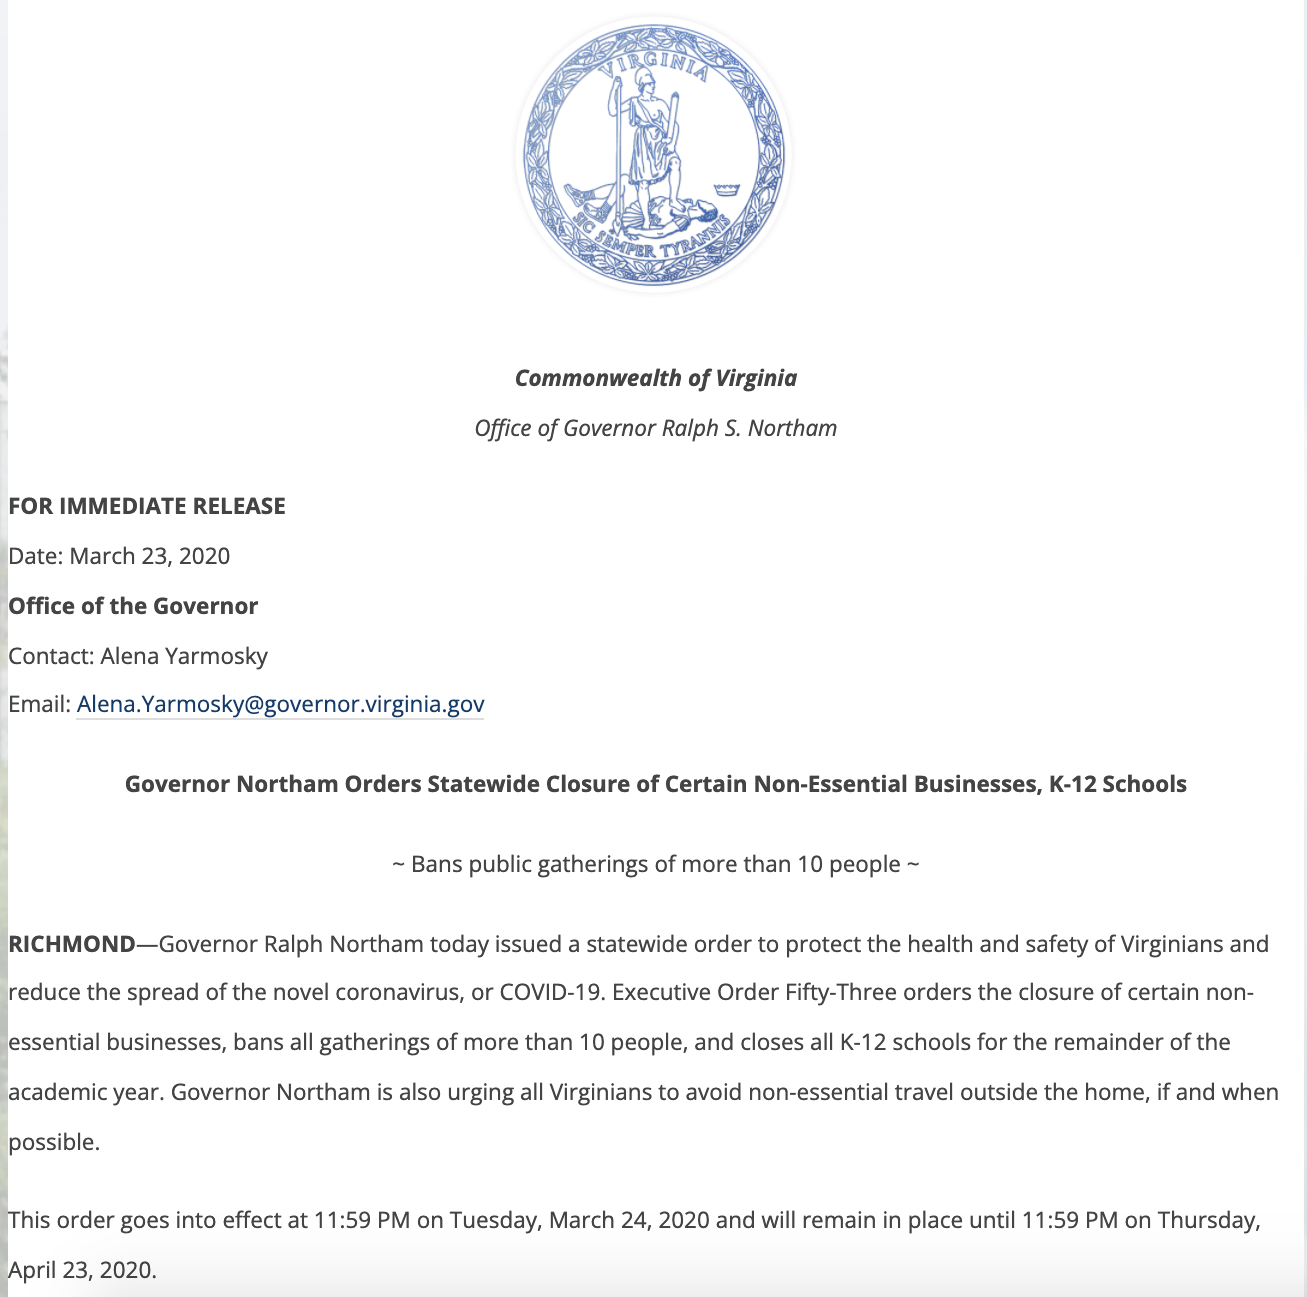 VIRGINIA
SIC SEMPER TYRANNIS
Commonwealth of Virginia
Office of Governor Ralph S. Northam
FOR IMMEDIATE RELEASE
Date: March 23, 2020
Office of the Governor
Contact: Alena Yarmosky
Email: Alena.Yarmosky@governor.virginia.gov
Governor Northam Orders Statewide Closure of Certain Non-Essential Businesses, K-12 Schools
~ Bans public gatherings of more than 10 people ~
RICHMOND—Governor Ralph Northam today issued a statewide order to protect the health and safety of Virginians and
reduce the spread of the novel coronavirus, or COVID-19. Executive Order Fifty-Three orders the closure of certain non-
essential businesses, bans all gatherings of more than 10 people, and closes all K-12 schools for the remainder of the
academic year. Governor Northam is also urging all Virginians to avoid non-essential travel outside the home, if and when
possible.
This order goes into effect at 11:59 PM on Tuesday, March 24, 2020 and will remain in place until 11:59 PM on Thursday,
April 23, 2020.